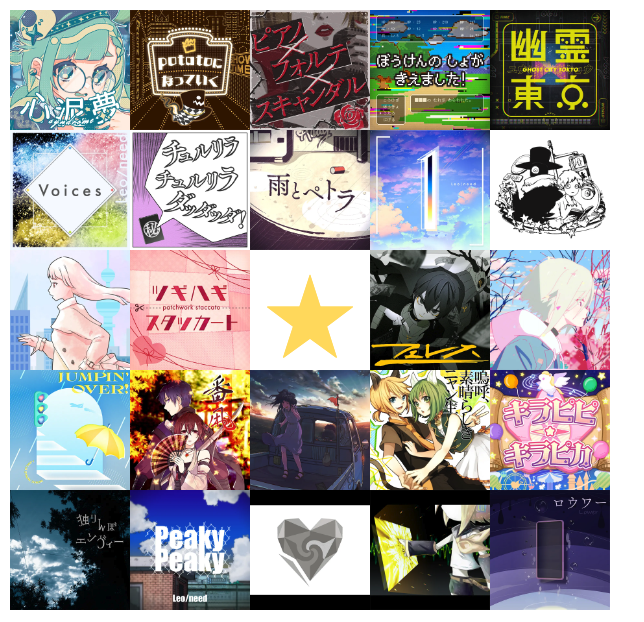 心沢夢
potatoに
なっていく
ピアノ
×
フォルテ
×
スキャンダル
ぼうけんの しょが
きえました!
幽霊
GHOST CITY TOKYO
東京
Voices
Leo/need
チュルリラ
チュルリラ
ダッダッダ!
雨とペトラ
1
ツギハギ
patchwork staccato
スタッカート
フェレス
JUMPIN'
OVER!
番凩
嗚呼、
素晴らしき
ニャン生
キラピピ
キラピカ
独りんぼ
エンヴィー
Peaky
Peaky
Leo/need
ロウワー